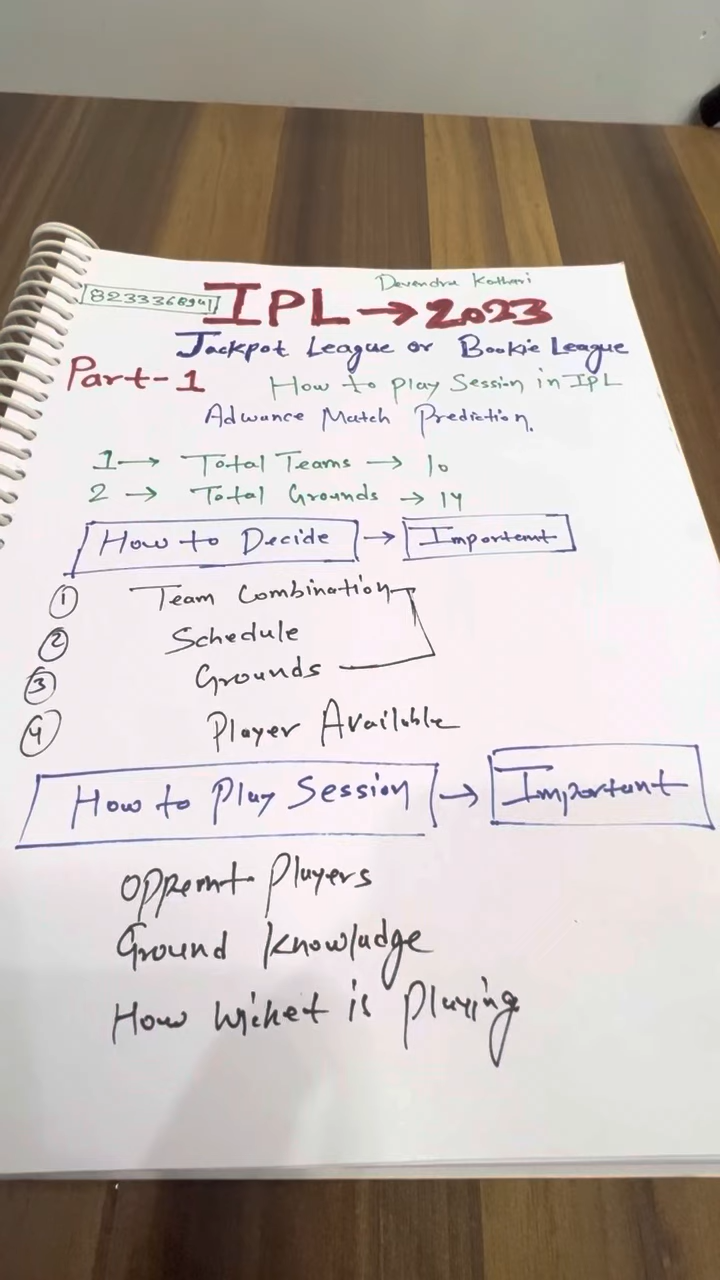 Devendra Kothari
8233368941 IPL → 2023
Jackpot League or Bookie League
Part-1 How to play Session in IPL
Adwance Match Prediction.
1 → Total Teams → 10
2 → Total Grounds → 14
How to Decide → Importemt
① Team Combination
② Schedule
③ Grounds
④ Player Available
How to Play Session → Important
Oppemt Players
Ground Knowludge
How wicket is Playing